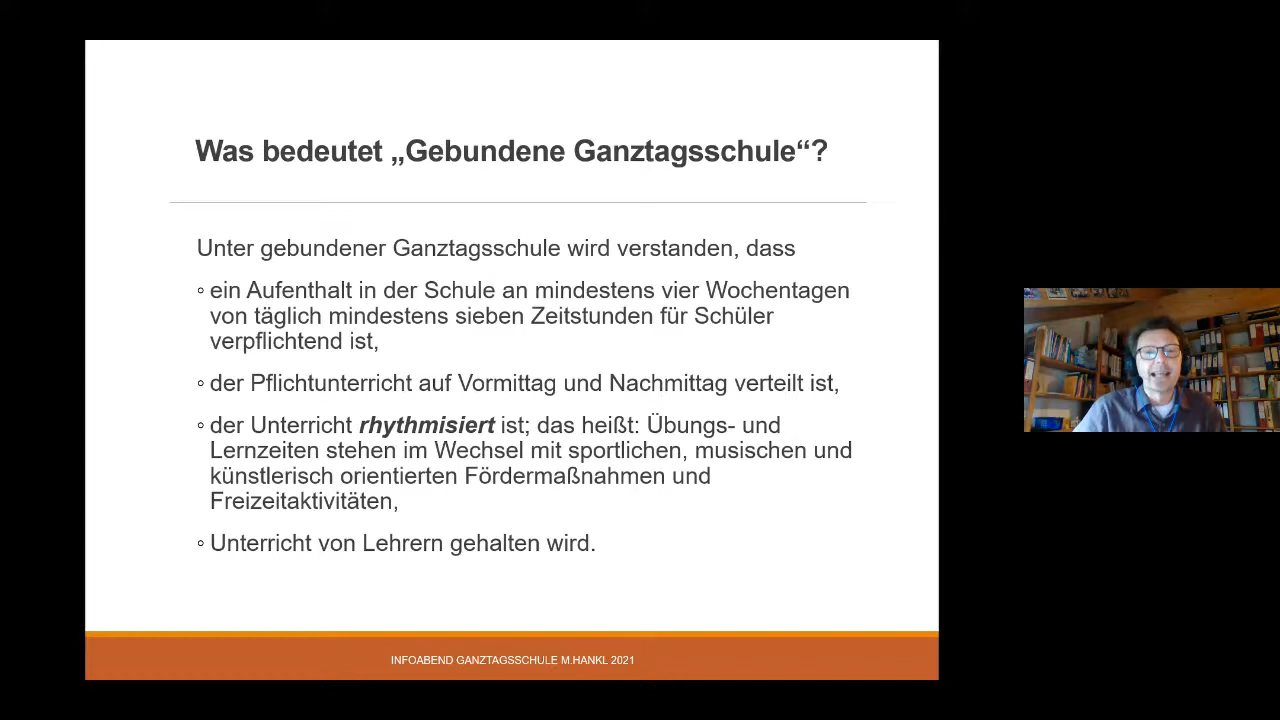 Was bedeutet „Gebundene Ganztagsschule“?
Unter gebundener Ganztagsschule wird verstanden, dass
◦ ein Aufenthalt in der Schule an mindestens vier Wochentagen
von täglich mindestens sieben Zeitstunden für Schüler
verpflichtend ist,
◦ der Pflichtunterricht auf Vormittag und Nachmittag verteilt ist,
◦ der Unterricht rhythmisiert ist; das heißt: Übungs- und
Lernzeiten stehen im Wechsel mit sportlichen, musischen und
künstlerisch orientierten Fördermaßnahmen und
Freizeitaktivitäten,
◦ Unterricht von Lehrern gehalten wird.
INFOABEND GANZTAGSSCHULE M.HANKL 2021